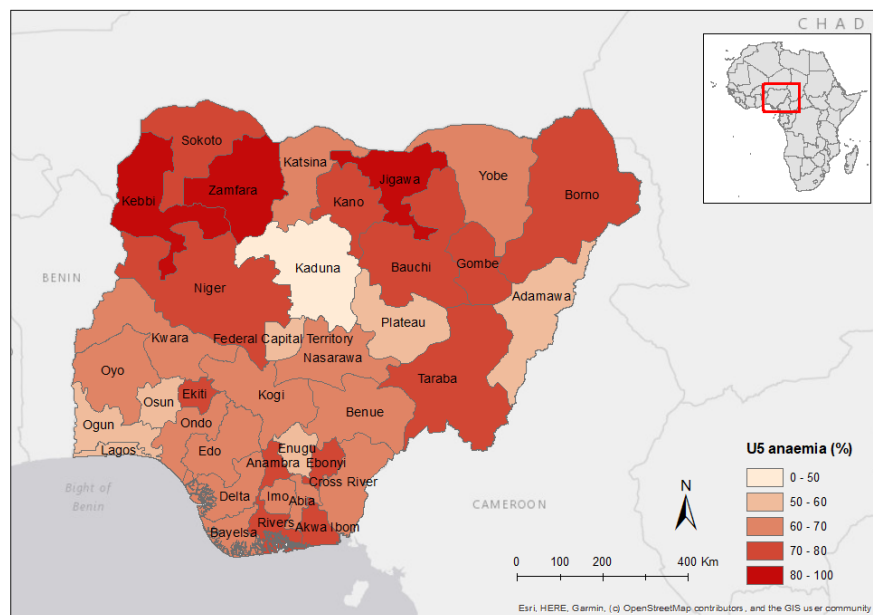 CHAD
Sokoto
Katsina
Yobe
Jigawa
Zamfara
Kebbi
Kano
Borno
Bauchi
Gombe
Kaduna
BENIN
Niger
Adamawa
Plateau
Kwara
Federal Capital Territory
Nasarawa
Oyo
Taraba
Ekiti
Kogi
Osun
Benue
Ogun
Ondo
Lagos
Edo
Enugu
Anambra
Ebonyi
Cross River
Bight of
Benin
Delta
Imo
Abia
Rivers
Akwa Ibom
Bayelsa
CAMEROON
N
0 100 200 400 Km
U5 anaemia (%)
0 - 50
50 - 60
60 - 70
70 - 80
80 - 100
Esri, HERE, Garmin, (c) OpenStreetMap contributors, and the GIS user community